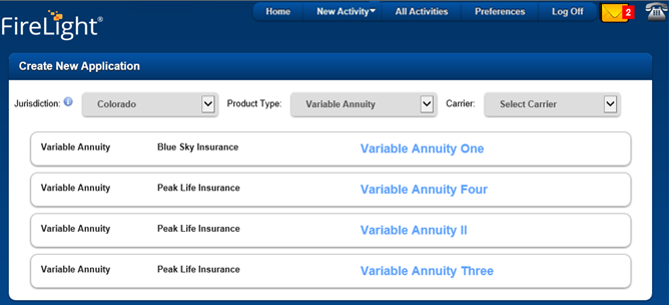 Home New Activity▾ All Activities Preferences Log Off 2
FireLight®
Create New Application
Jurisdiction: Colorado Product Type: Variable Annuity Carrier: Select Carrier
Variable Annuity Blue Sky Insurance Variable Annuity One
Variable Annuity Peak Life Insurance Variable Annuity Four
Variable Annuity Peak Life Insurance Variable Annuity II
Variable Annuity Peak Life Insurance Variable Annuity Three